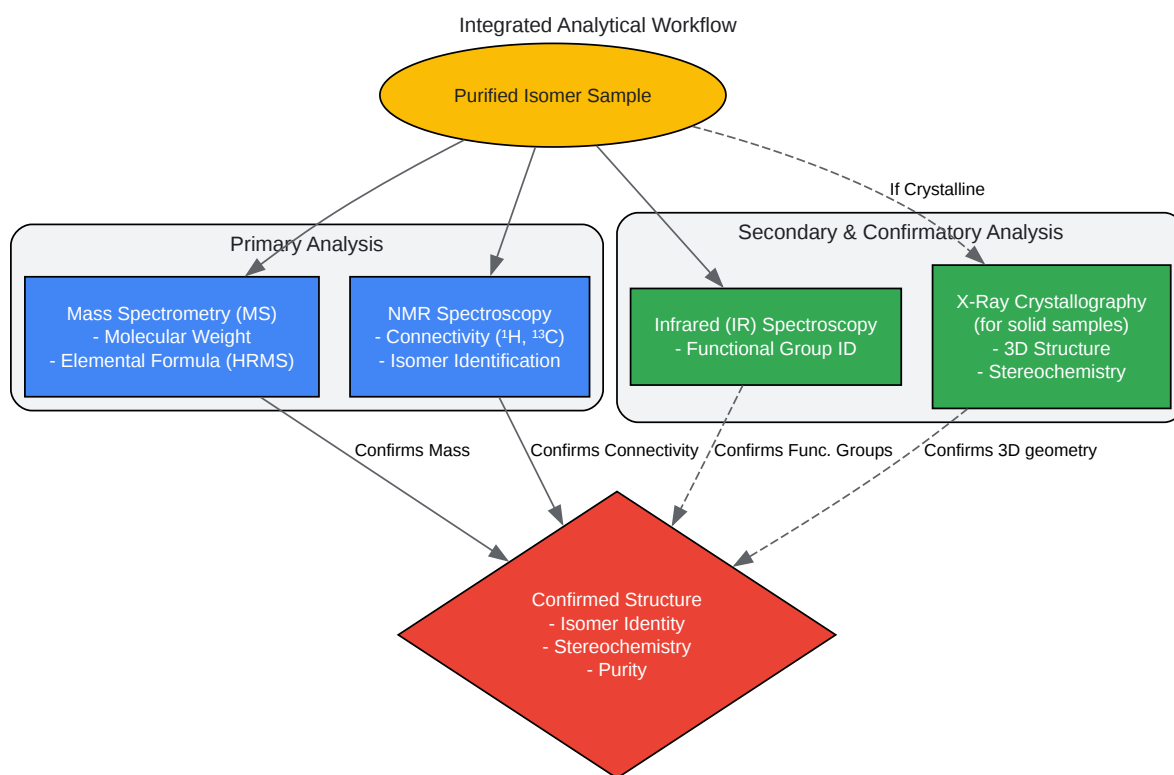 Integrated Analytical Workflow
Purified Isomer Sample
If Crystalline
Primary Analysis
Secondary & Confirmatory Analysis
Mass Spectrometry (MS)
- Molecular Weight
- Elemental Formula (HRMS)
NMR Spectroscopy
- Connectivity (¹H, ¹³C)
- Isomer Identification
Infrared (IR) Spectroscopy
- Functional Group ID
X-Ray Crystallography
(for solid samples)
- 3D Structure
- Stereochemistry
Confirms Mass
Confirms Connectivity
Confirms Func. Groups
Confirms 3D geometry
Confirmed Structure
- Isomer Identity
- Stereochemistry
- Purity